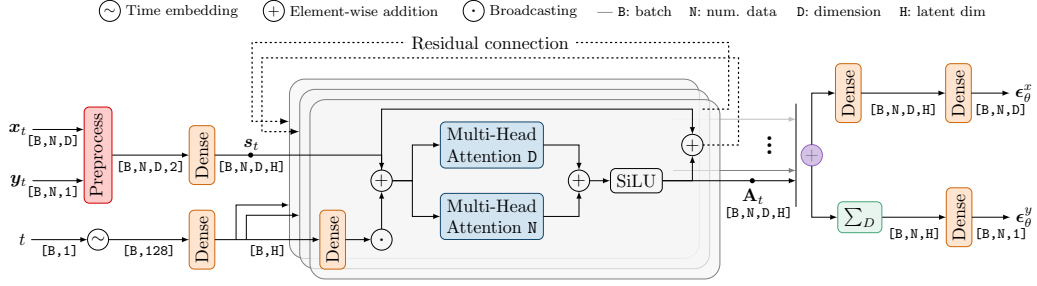 Time embedding Element-wise addition Broadcasting B: batch N: num. data D: dimension H: latent dim
Residual connection
x_t
[B,N,D]
y_t
[B,N,1]
Preprocess
[B,N,D,2]
Dense
s_t
[B,N,D,H]
t
[B,1]
[B,128]
Dense
[B,H]
Dense
Multi-Head
Attention D
Multi-Head
Attention N
SiLU
A_t
[B,N,D,H]
Dense
[B,N,D,H]
Dense
ϵ_θ^x
[B,N,D]
∑_D
[B,N,H]
Dense
ϵ_θ^y
[B,N,1]